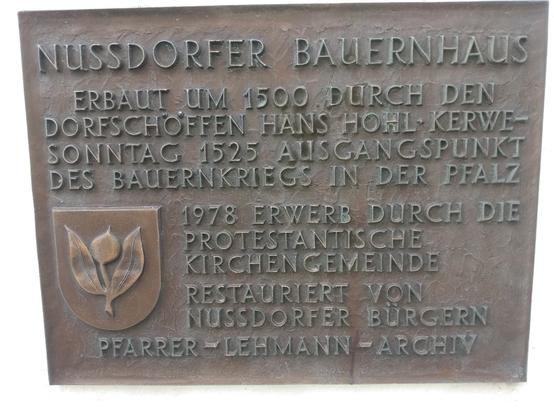 NUSSDORFER BAUERNHAUS
ERBAUT UM 1500 DURCH DEN
DORFSCHÖFFEN HANS HOHL · KERWE-
SONNTAG 1525 AUSGANGSPUNKT
DES BAUERNKRIEGS IN DER PFALZ
1978 ERWERB DURCH DIE
PROTESTANTISCHE
KIRCHENGEMEINDE
RESTAURIERT VON
NUSSDORFER BÜRGERN
PFARRER-LEHMANN-ARCHIV